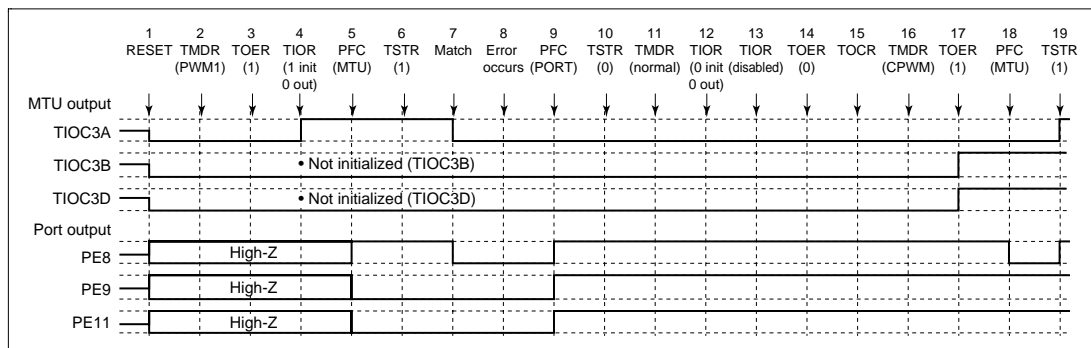 1 2 3 4 5 6 7 8 9 10 11 12 13 14 15 16 17 18 19
RESET TMDR TOER TIOR PFC TSTR Match Error PFC TSTR TMDR TIOR TIOR TOER TOCR TMDR TOER PFC TSTR
(PWM1) (1) (1 init (MTU) (1) occurs (PORT) (0) (normal) (0 init (disabled) (0) (CPWM) (1) (MTU) (1)
0 out) 0 out)
MTU output
TIOC3A
TIOC3B • Not initialized (TIOC3B)
TIOC3D • Not initialized (TIOC3D)
Port output
PE8 High-Z
PE9 High-Z
PE11 High-Z